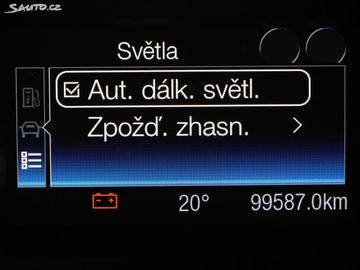 SAUTO.CZ
Světla
Aut. dálk. světl.
Zpožď. zhasn.
20°
99587.0km